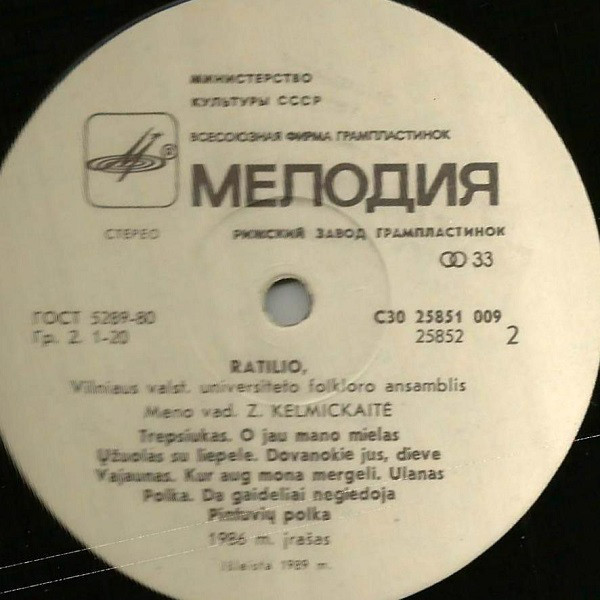 МИНИСТЕРСТВО
КУЛЬТУРЫ СССР
ВСЕСОЮЗНАЯ ФИРМА ГРАМПЛАСТИНОК
®
МЕЛОДИЯ
СТЕРЕО
РИЖСКИЙ ЗАВОД ГРАМПЛАСТИНОК
33
ГОСТ 5289-80
С30 25851 009
Гр. 2. 1-20
25852
2
RATILIO,
Vilniaus valst. universiteto folkloro ansamblis
Meno vad. Z. KELMICKAITĖ
Trepsiukas. O jau mano mielas
Ųžuolas su liepele. Dovanokie jus, dieve
Vajaunas. Kur aug mona mergeli. Ulanas
Polka. Da gaideliai negiedoja
Pintuvių polka
1986 m. įrašas
Išleista 1989 m.